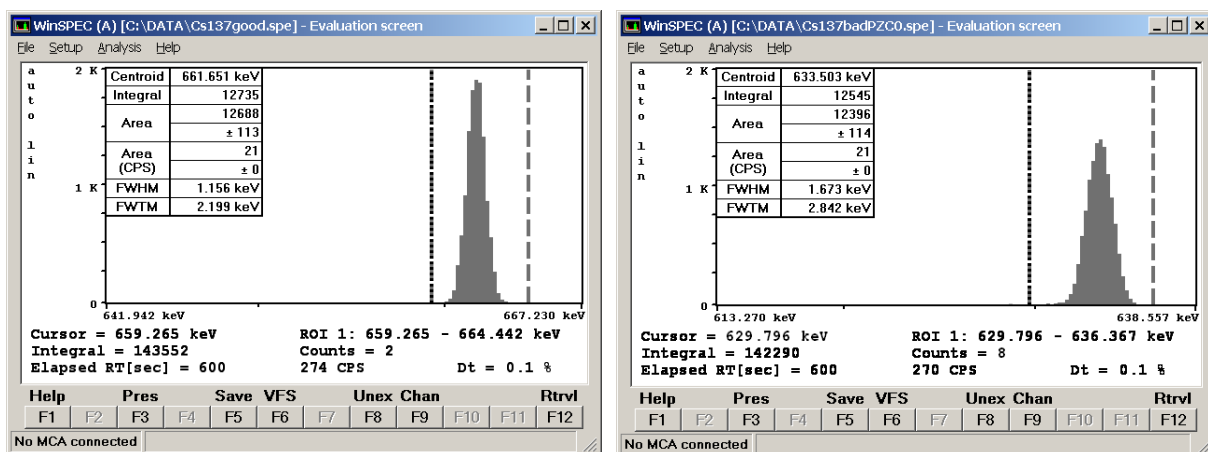 WinSPEC (A) [C:\DATA\Cs137good.spe] - Evaluation screen
File Setup Analysis Help
auto lin
2 K
1 K
0
Centroid 661.651 keV
Integral 12735
Area 12688
± 113
Area (CPS) 21
± 0
FWHM 1.156 keV
FWTM 2.199 keV
641.942 keV 667.230 keV
Cursor = 659.265 keV ROI 1: 659.265 - 664.442 keV
Integral = 143552 Counts = 2
Elapsed RT[sec] = 600 274 CPS Dt = 0.1 %
Help Pres Save VFS Unex Chan Rtrvl
F1 F2 F3 F4 F5 F6 F7 F8 F9 F10 F11 F12
No MCA connected
WinSPEC (A) [C:\DATA\Cs137badPZC0.spe] - Evaluation screen
File Setup Analysis Help
auto lin
2 K
1 K
0
Centroid 633.503 keV
Integral 12545
Area 12396
± 114
Area (CPS) 21
± 0
FWHM 1.673 keV
FWTM 2.842 keV
613.270 keV 638.557 keV
Cursor = 629.796 keV ROI 1: 629.796 - 636.367 keV
Integral = 142290 Counts = 8
Elapsed RT[sec] = 600 270 CPS Dt = 0.1 %
Help Pres Save VFS Unex Chan Rtrvl
F1 F2 F3 F4 F5 F6 F7 F8 F9 F10 F11 F12
No MCA connected